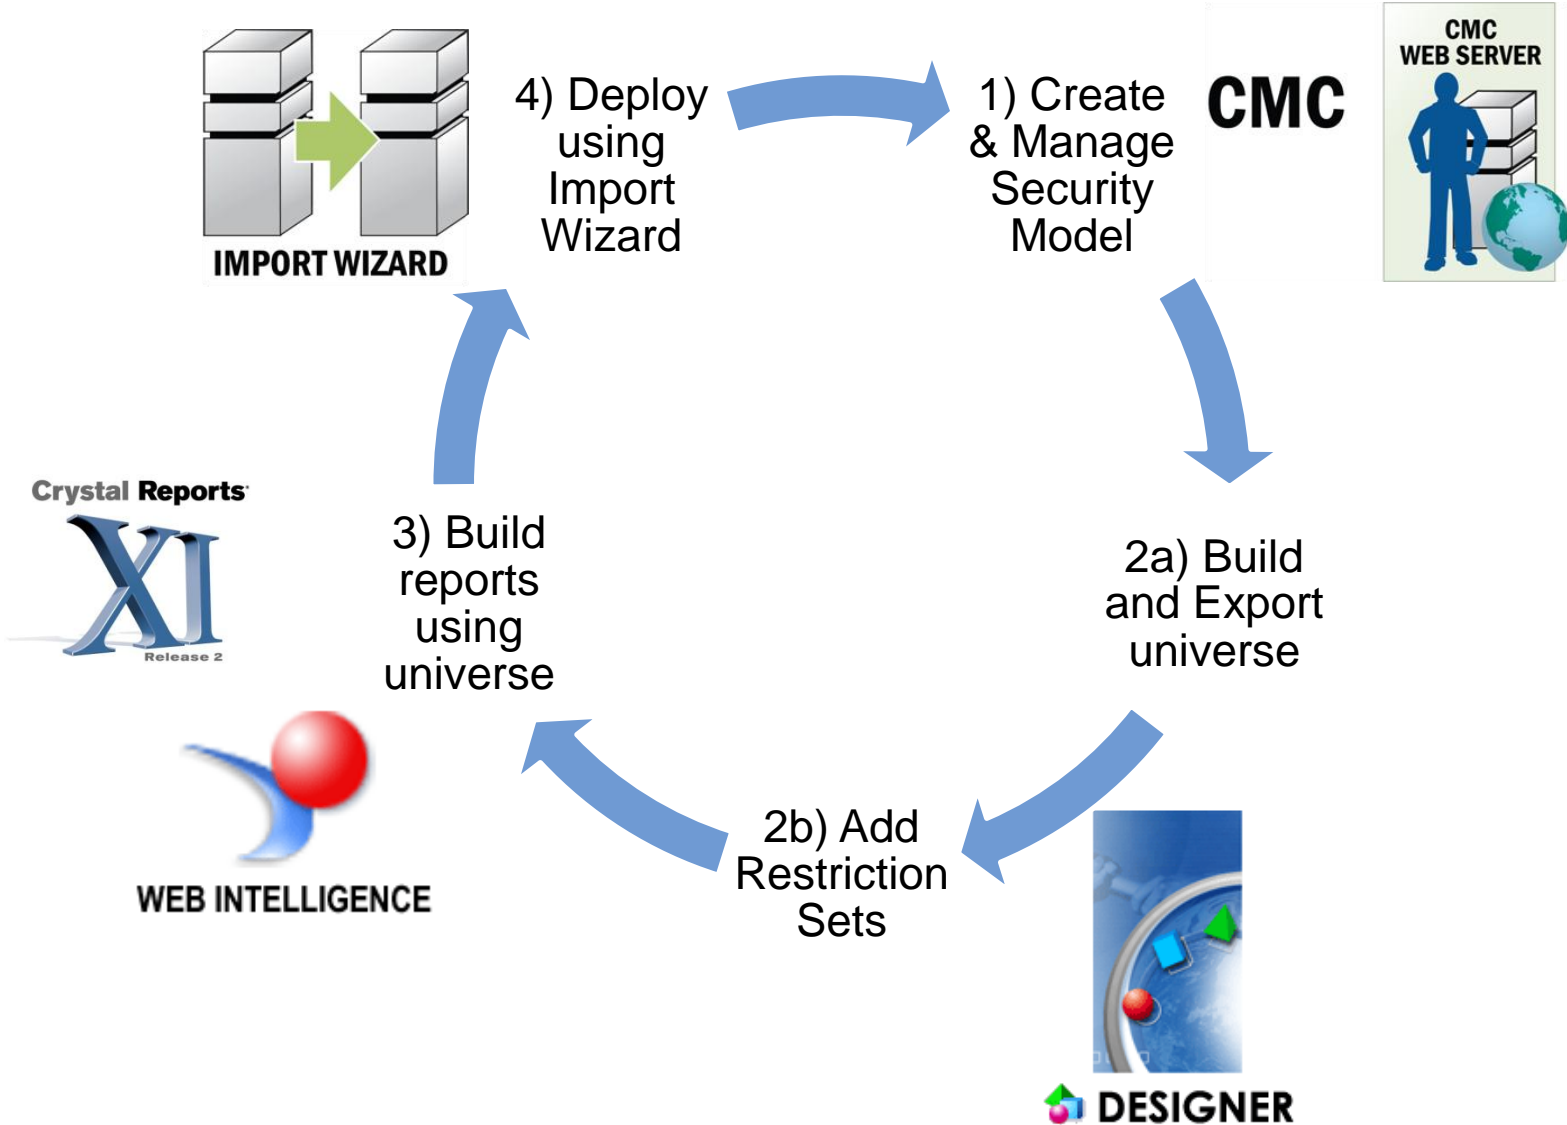 4) Deploy
using
Import
Wizard
IMPORT WIZARD
1) Create
& Manage
Security
Model
CMC
CMC
WEB SERVER
2a) Build
and Export
universe
2b) Add
Restriction
Sets
DESIGNER
3) Build
reports
using
universe
Crystal Reports
XI
Release 2
WEB INTELLIGENCE